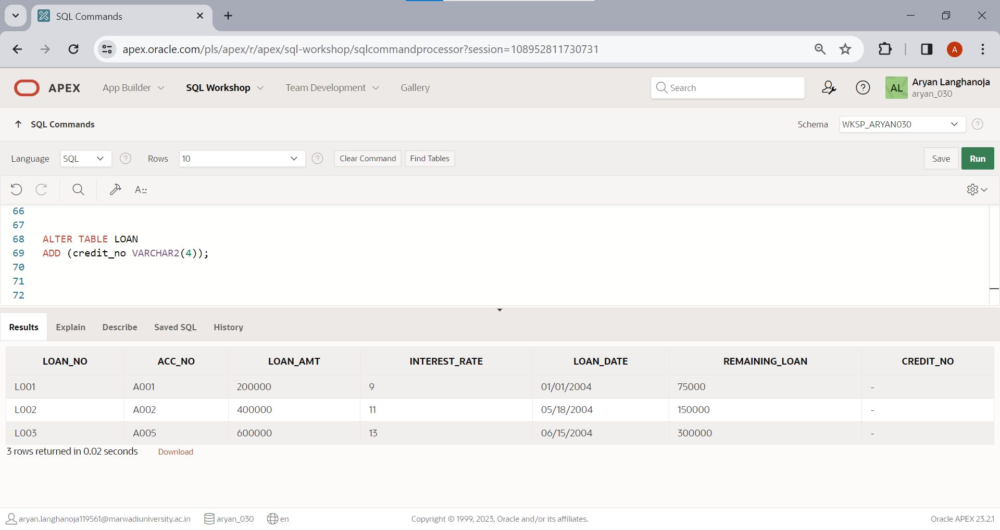 SQL Commands
apex.oracle.com/pls/apex/r/apex/sql-workshop/sqlcommandprocessor?session=108952811730731
A
APEX App Builder SQL Workshop Team Development Gallery Search AL Aryan Langhanoja
aryan_030
SQL Commands Schema WKSP_ARYAN030
Language SQL Rows 10 Clear Command Find Tables Save Run
A
66
67
68 ALTER TABLE LOAN
69 ADD (credit_no VARCHAR2(4));
70
71
72
Results Explain Describe Saved SQL History
LOAN_NO ACC_NO LOAN_AMT INTEREST_RATE LOAN_DATE REMAINING_LOAN CREDIT_NO
L001 A001 200000 9 01/01/2004 75000 -
L002 A002 400000 11 05/18/2004 150000 -
L003 A005 600000 13 06/15/2004 300000 -
3 rows returned in 0.02 seconds Download
aryan.langhanoja119561@marwadiuniversity.ac.in aryan_030 en Copyright © 1999, 2023, Oracle and/or its affiliates. Oracle APEX 23.2.1